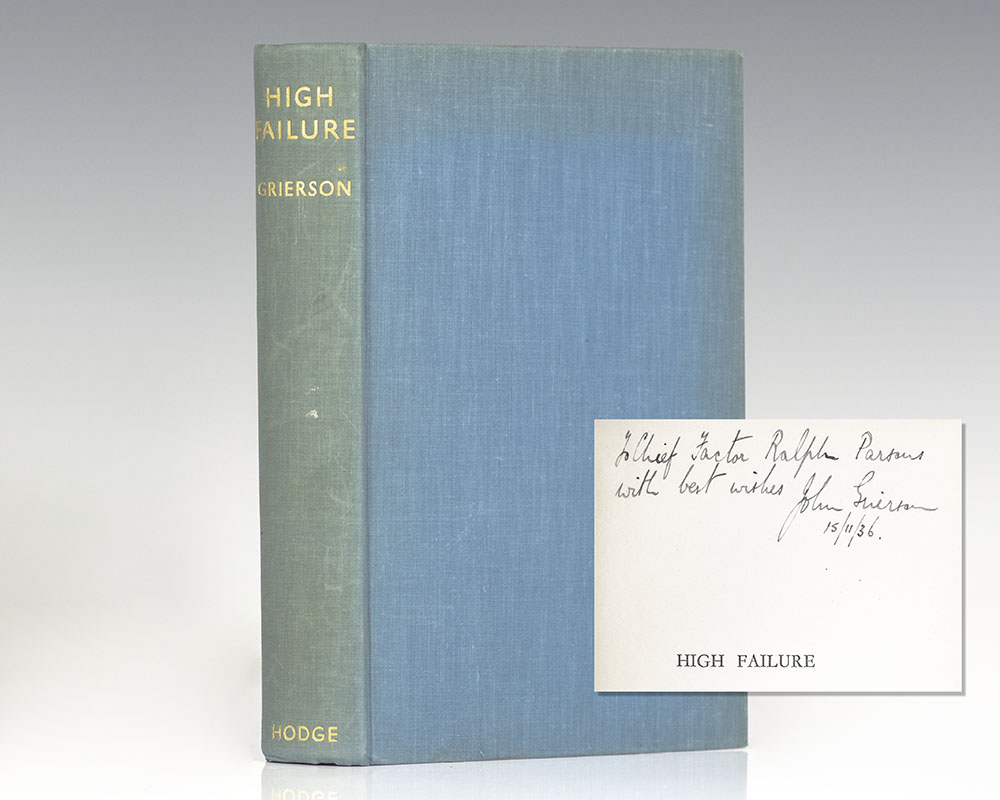 HIGH
FAILURE
GRIERSON
HODGE
To Chief Factor Ralph Parsons
with best wishes John Grierson
15/11/36.
HIGH FAILURE